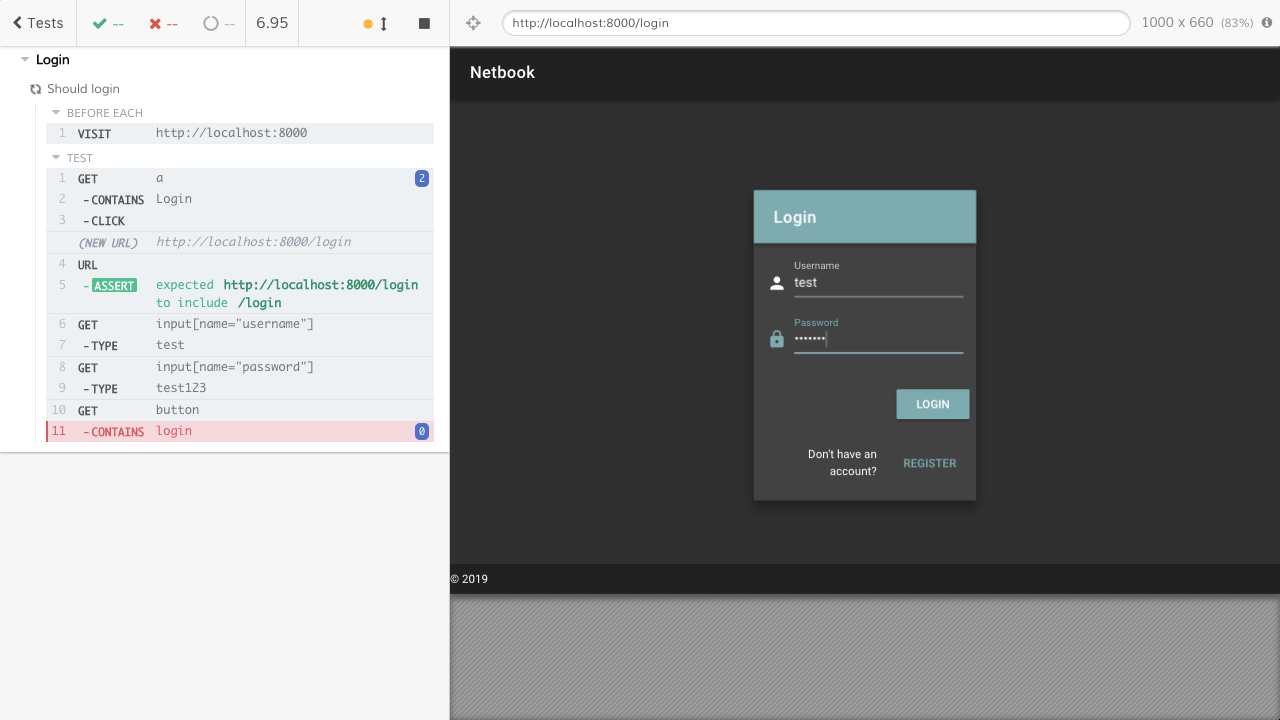 Tests -- -- -- 6.95
http://localhost:8000/login 1000 x 660 (83%)
Login
Should login
BEFORE EACH
1 VISIT http://localhost:8000
TEST
1 GET a 2
2 - CONTAINS Login
3 - CLICK
(NEW URL) http://localhost:8000/login
4 URL
5 - ASSERT expected http://localhost:8000/login
to include /login
6 GET input[name="username"]
7 - TYPE test
8 GET input[name="password"]
9 - TYPE test123
10 GET button
11 - CONTAINS login 0
Netbook
Login
Username
test
Password
•••••••
LOGIN
Don't have an
account?
REGISTER
© 2019